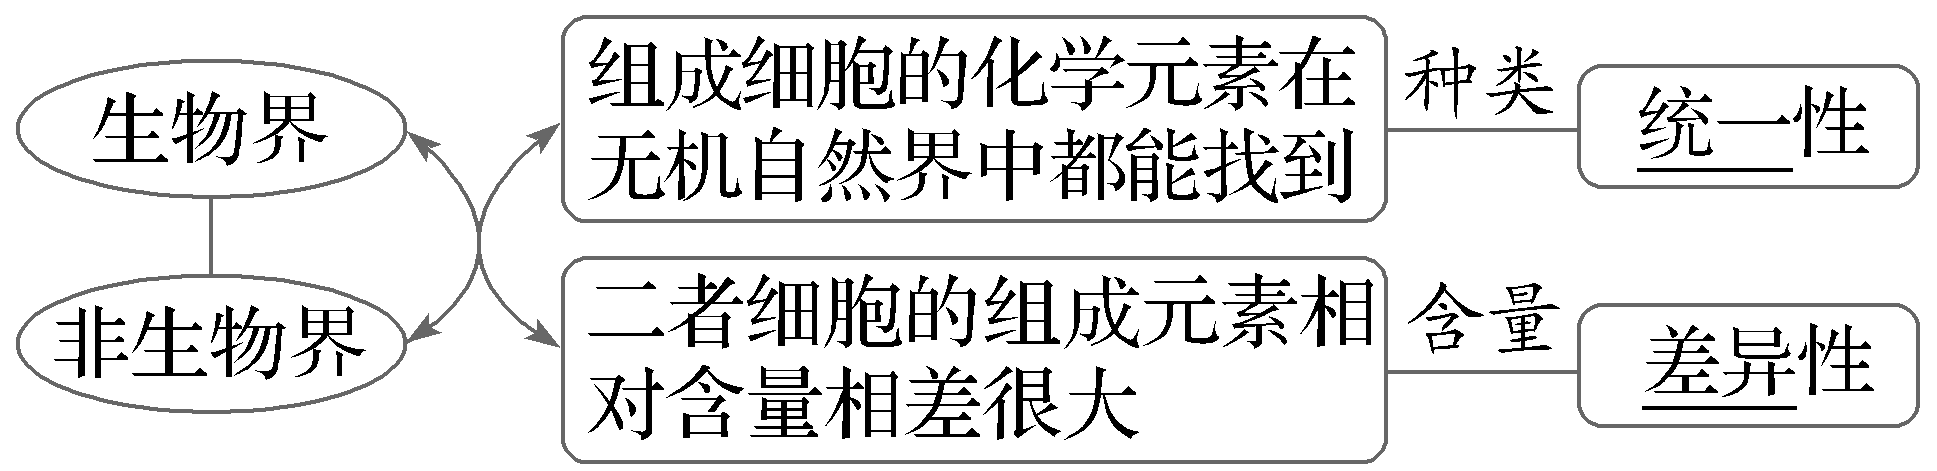 生物界
非生物界
组成细胞的化学元素在
无机自然界中都能找到
种类
统一性
二者细胞的组成元素相
对含量相差很大
含量
差异性